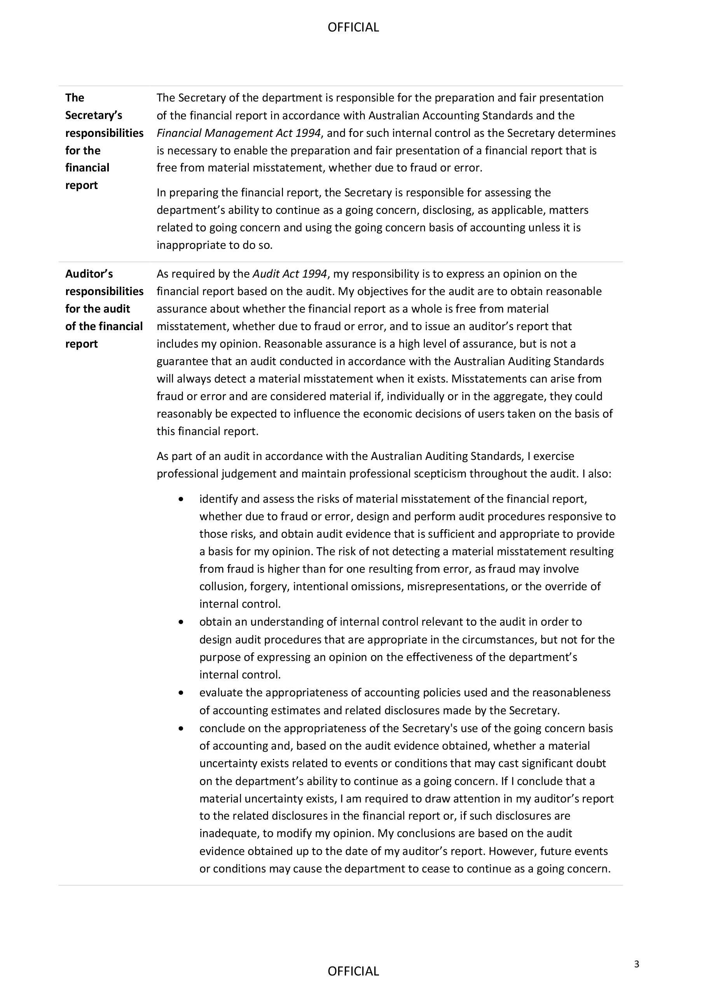 OFFICIAL
The
Secretary’s
responsibilities
for the
financial
report
The Secretary of the department is responsible for the preparation and fair presentation
of the financial report in accordance with Australian Accounting Standards and the
Financial Management Act 1994, and for such internal control as the Secretary determines
is necessary to enable the preparation and fair presentation of a financial report that is
free from material misstatement, whether due to fraud or error.
In preparing the financial report, the Secretary is responsible for assessing the
department’s ability to continue as a going concern, disclosing, as applicable, matters
related to going concern and using the going concern basis of accounting unless it is
inappropriate to do so.
Auditor’s
responsibilities
for the audit
of the financial
report
As required by the Audit Act 1994, my responsibility is to express an opinion on the
financial report based on the audit. My objectives for the audit are to obtain reasonable
assurance about whether the financial report as a whole is free from material
misstatement, whether due to fraud or error, and to issue an auditor’s report that
includes my opinion. Reasonable assurance is a high level of assurance, but is not a
guarantee that an audit conducted in accordance with the Australian Auditing Standards
will always detect a material misstatement when it exists. Misstatements can arise from
fraud or error and are considered material if, individually or in the aggregate, they could
reasonably be expected to influence the economic decisions of users taken on the basis of
this financial report.
As part of an audit in accordance with the Australian Auditing Standards, I exercise
professional judgement and maintain professional scepticism throughout the audit. I also:
• identify and assess the risks of material misstatement of the financial report,
whether due to fraud or error, design and perform audit procedures responsive to
those risks, and obtain audit evidence that is sufficient and appropriate to provide
a basis for my opinion. The risk of not detecting a material misstatement resulting
from fraud is higher than for one resulting from error, as fraud may involve
collusion, forgery, intentional omissions, misrepresentations, or the override of
internal control.
• obtain an understanding of internal control relevant to the audit in order to
design audit procedures that are appropriate in the circumstances, but not for the
purpose of expressing an opinion on the effectiveness of the department’s
internal control.
• evaluate the appropriateness of accounting policies used and the reasonableness
of accounting estimates and related disclosures made by the Secretary.
• conclude on the appropriateness of the Secretary's use of the going concern basis
of accounting and, based on the audit evidence obtained, whether a material
uncertainty exists related to events or conditions that may cast significant doubt
on the department’s ability to continue as a going concern. If I conclude that a
material uncertainty exists, I am required to draw attention in my auditor’s report
to the related disclosures in the financial report or, if such disclosures are
inadequate, to modify my opinion. My conclusions are based on the audit
evidence obtained up to the date of my auditor’s report. However, future events
or conditions may cause the department to cease to continue as a going concern.
3
OFFICIAL